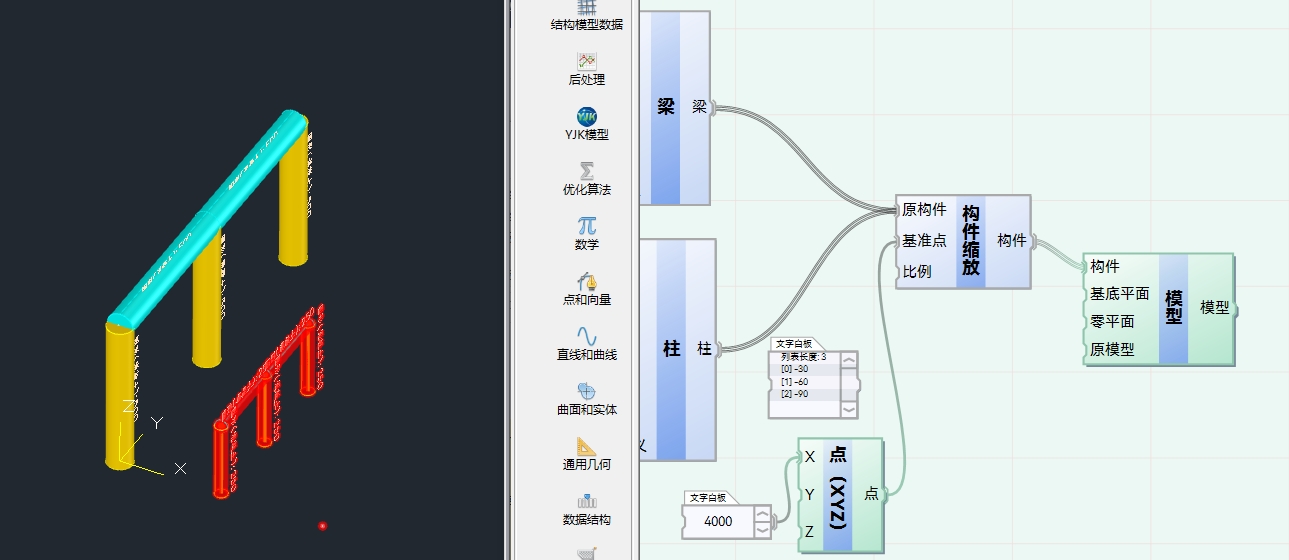 Z
Y
X
结构模型数据
后处理
YJK
YJK模型
优化算法
数学
点和向量
直线和曲线
曲面和实体
通用几何
数据结构
梁
梁
柱
柱
原构件
基准点
比例
构件缩放
构件
构件
基底平面
零平面
原模型
模型
模型
文字白板
列表长度: 3
[0] -30
[1] -60
[2] -90
文字白板
4000
X
Y
Z
点 (XYZ)
点